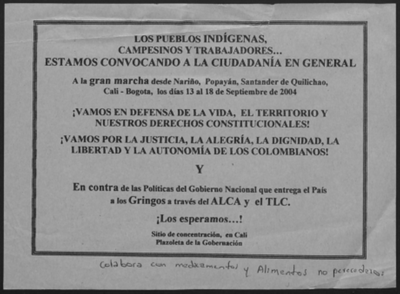 LOS PUEBLOS INDÍGENAS,
CAMPESINOS Y TRABAJADORES...
ESTAMOS CONVOCANDO A LA CIUDADANÍA EN GENERAL
A la gran marcha desde Nariño, Popayán, Santander de Quilichao,
Cali - Bogota, los días 13 al 18 de Septiembre de 2004
¡VAMOS EN DEFENSA DE LA VIDA, EL TERRITORIO Y
NUESTROS DERECHOS CONSTITUCIONALES!
¡VAMOS POR LA JUSTICIA, LA ALEGRÍA, LA DIGNIDAD, LA
LIBERTAD Y LA AUTONOMÍA DE LOS COLOMBIANOS!
Y
En contra de las Políticas del Gobierno Nacional que entrega el País
a los Gringos a través del ALCA y el TLC.
¡Los esperamos...!
Sitio de concentración, en Cali
Plazoleta de la Gobernación
Colabora con medicamentos y Alimentos no perecederos